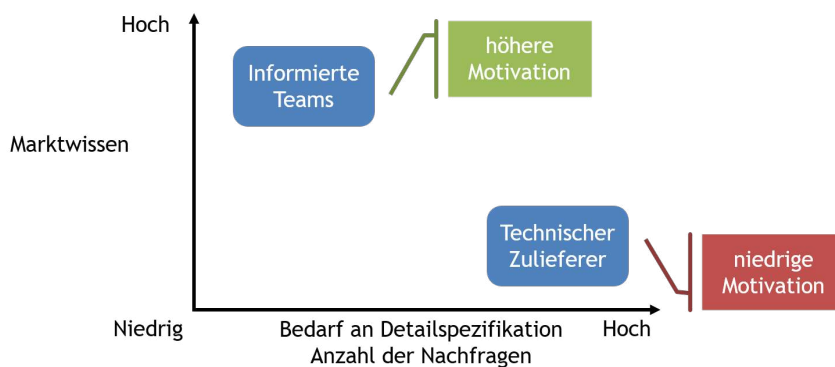 Hoch
Informierte
Teams
höhere
Motivation
Marktwissen
Technischer
Zulieferer
niedrige
Motivation
Niedrig
Bedarf an Detailspezifikation
Hoch
Anzahl der Nachfragen